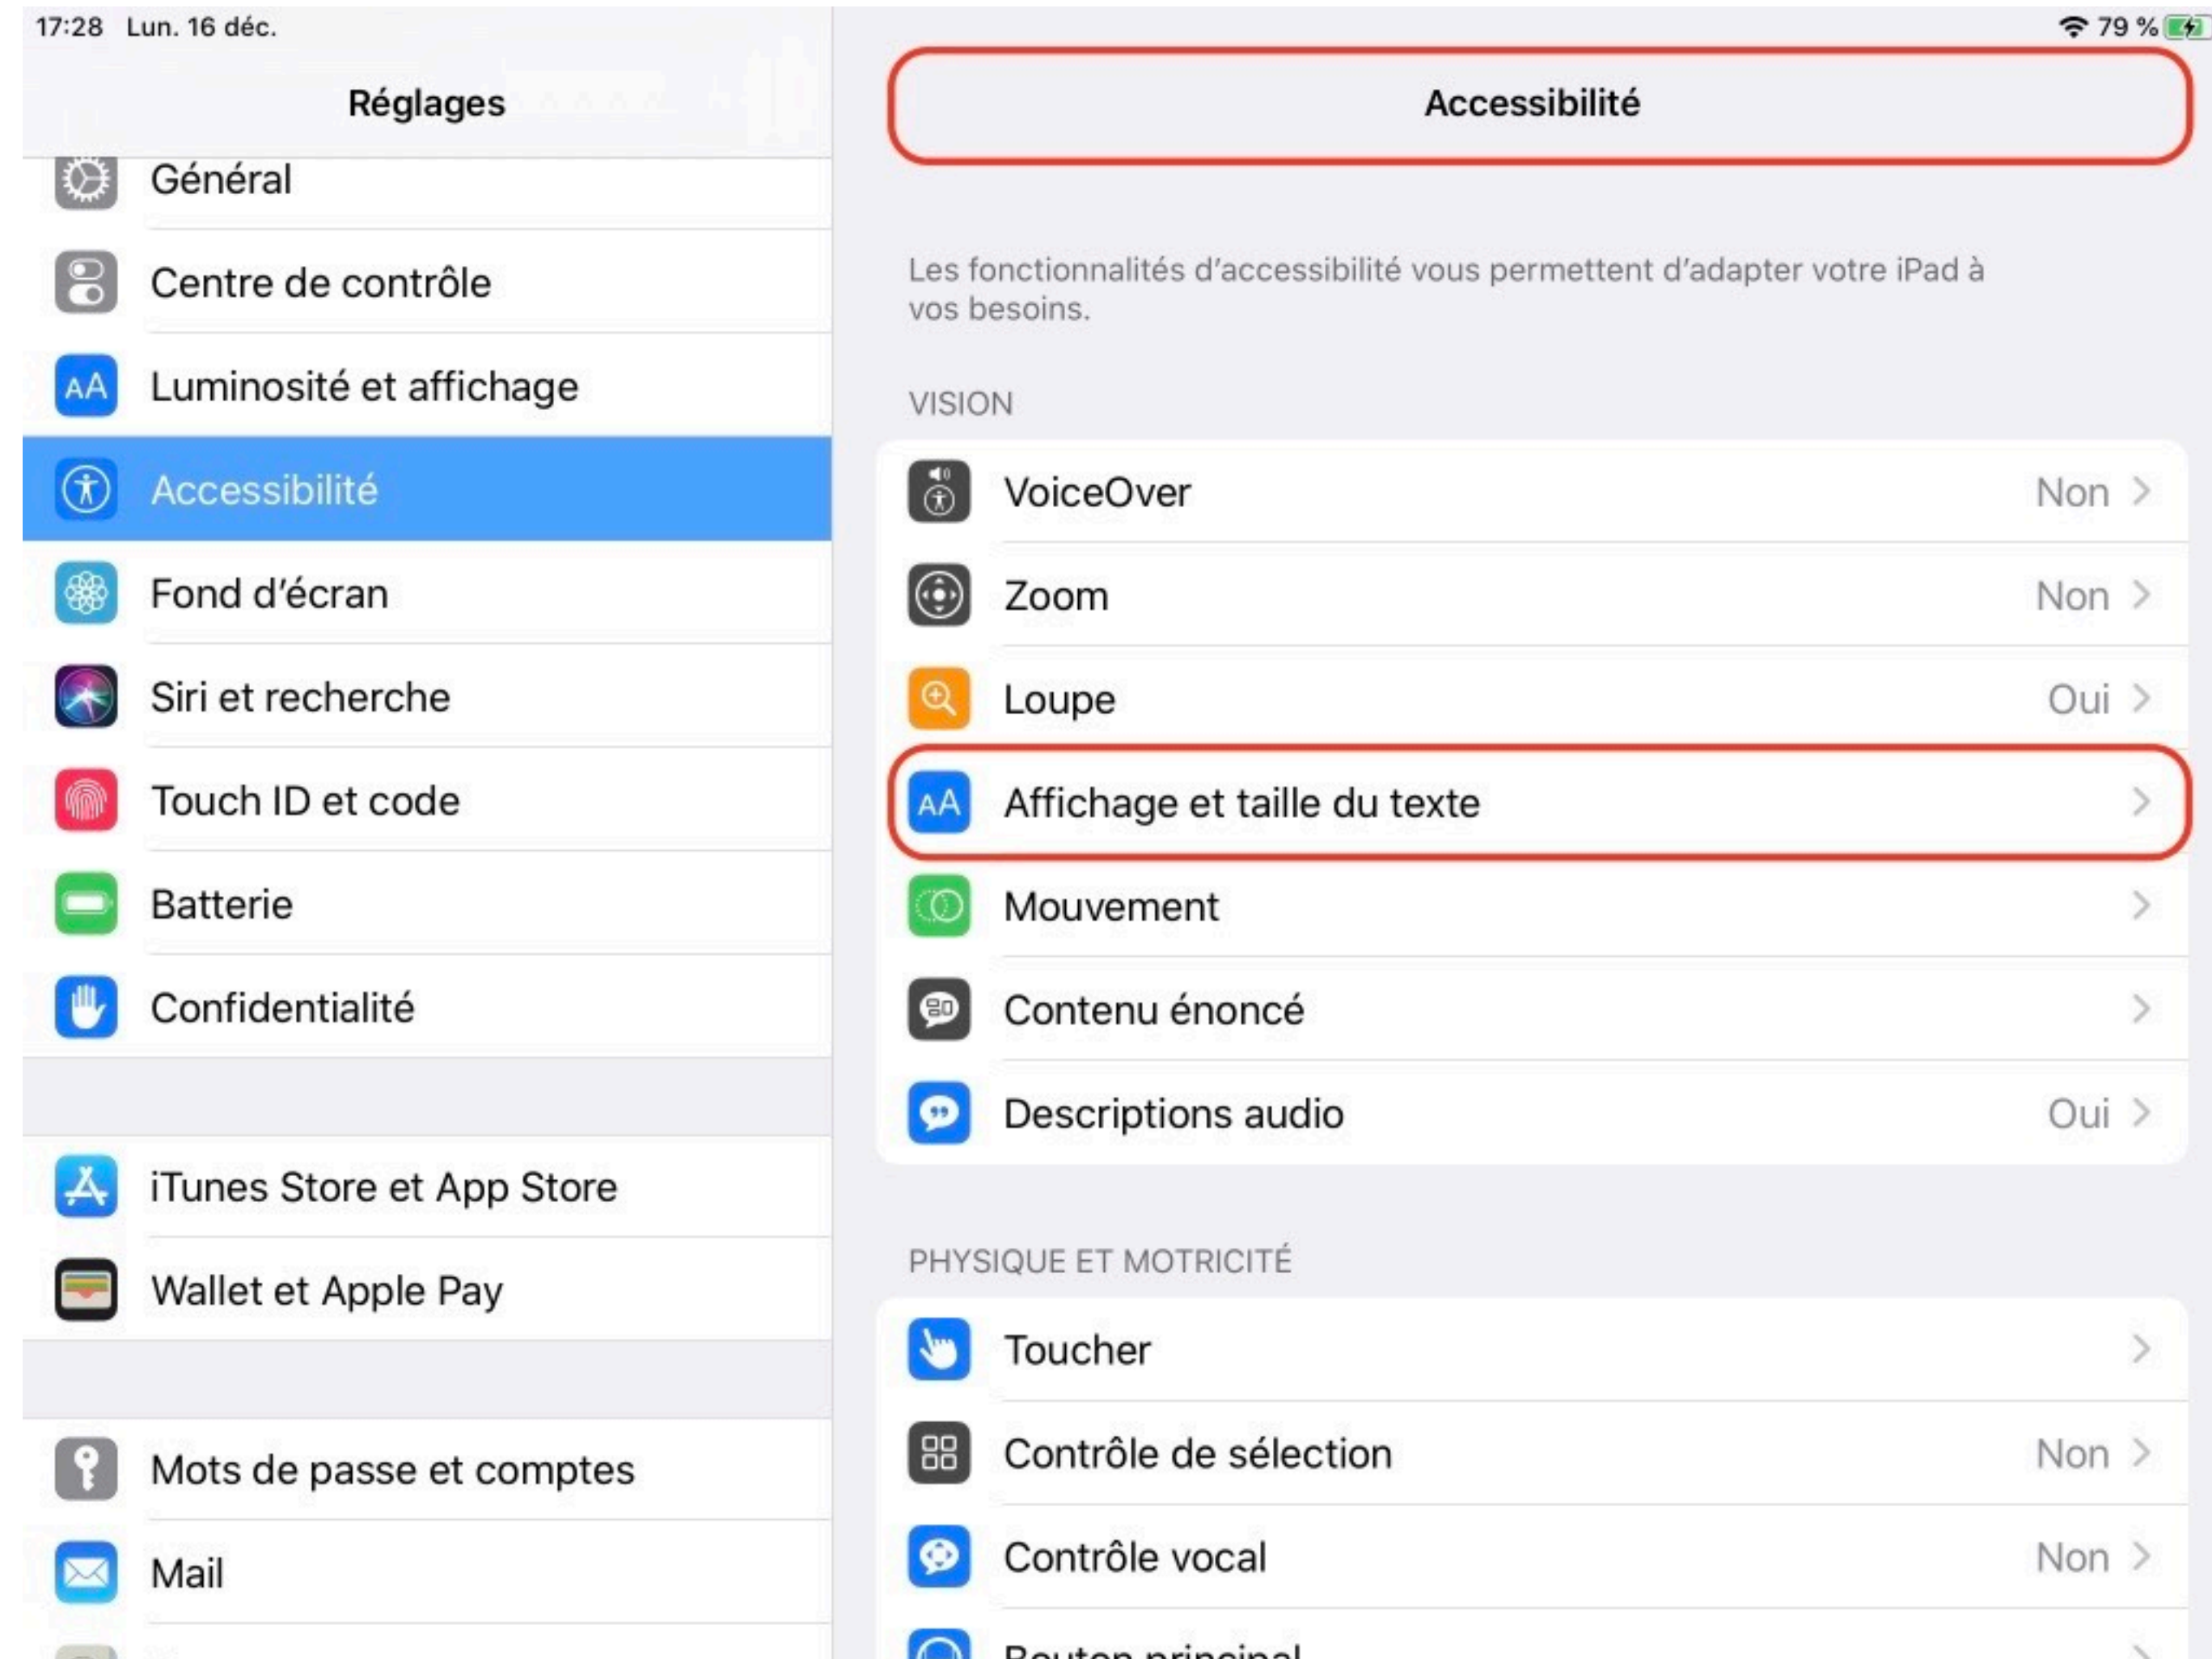 17:28 Lun. 16 déc.
79 %
Réglages
Général
Centre de contrôle
AA Luminosité et affichage
Accessibilité
Fond d’écran
Siri et recherche
Touch ID et code
Batterie
Confidentialité
iTunes Store et App Store
Wallet et Apple Pay
Mots de passe et comptes
Mail
Accessibilité
Les fonctionnalités d’accessibilité vous permettent d’adapter votre iPad à
vos besoins.
VISION
VoiceOver Non
Zoom Non
Loupe Oui
AA Affichage et taille du texte
Mouvement
Contenu énoncé
Descriptions audio Oui
PHYSIQUE ET MOTRICITÉ
Toucher
Contrôle de sélection Non
Contrôle vocal Non
Bouton principal